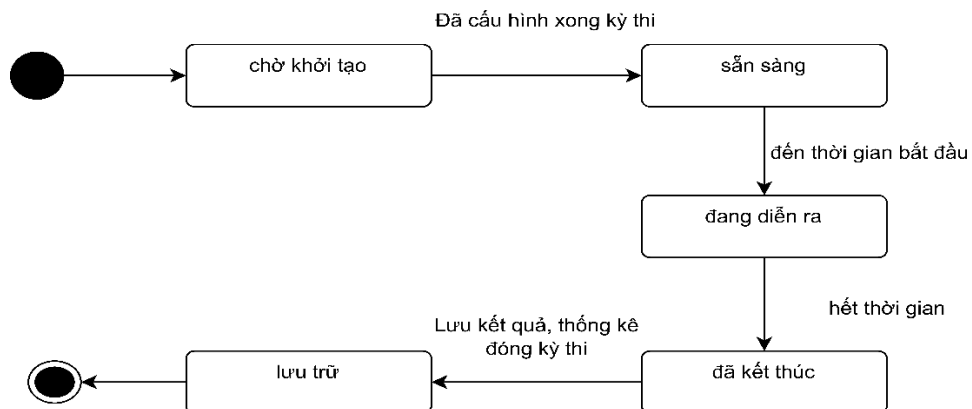 Đã cấu hình xong kỳ thi
chờ khởi tạo
sẵn sàng
đến thời gian bắt đầu
đang diễn ra
hết thời gian
Lưu kết quả, thống kê
đóng kỳ thi
đã kết thúc
lưu trữ